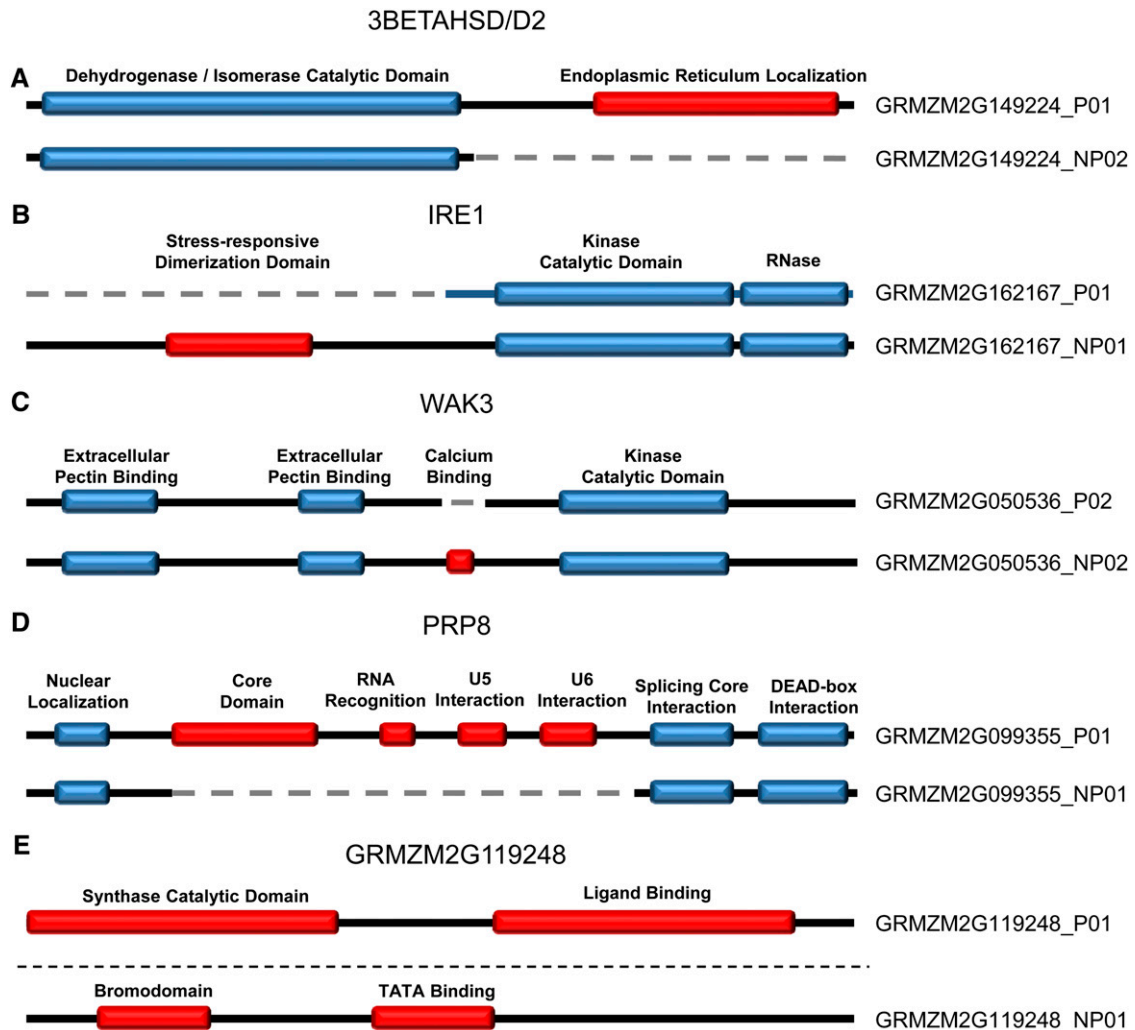 3BETAHSD/D2
A
Dehydrogenase / Isomerase Catalytic Domain
Endoplasmic Reticulum Localization
GRMZM2G149224_P01
GRMZM2G149224_NP02
B
IRE1
Stress-responsive
Dimerization Domain
Kinase
Catalytic Domain
RNase
GRMZM2G162167_P01
GRMZM2G162167_NP01
C
WAK3
Extracellular
Pectin Binding
Extracellular
Pectin Binding
Calcium
Binding
Kinase
Catalytic Domain
GRMZM2G050536_P02
GRMZM2G050536_NP02
D
PRP8
Nuclear
Localization
Core
Domain
RNA
Recognition
U5
Interaction
U6
Interaction
Splicing Core
Interaction
DEAD-box
Interaction
GRMZM2G099355_P01
GRMZM2G099355_NP01
E
GRMZM2G119248
Synthase Catalytic Domain
Ligand Binding
GRMZM2G119248_P01
Bromodomain
TATA Binding
GRMZM2G119248_NP01